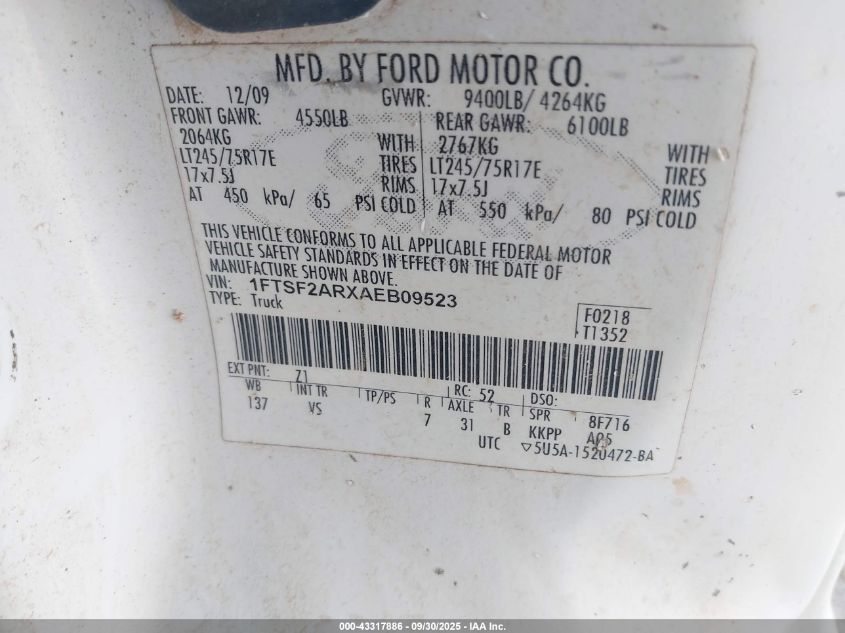 MFD. BY FORD MOTOR CO.
DATE: 12/09 GVWR: 9400LB/ 4264KG
FRONT GAWR: 4550LB REAR GAWR: 6100LB
2064KG WITH 2767KG WITH
LT245/75R17E TIRES LT245/75R17E TIRES
17x7.5J RIMS 17x7.5J RIMS
AT 450 kPa/ 65 PSI COLD AT 550 kPa/ 80 PSI COLD
THIS VEHICLE CONFORMS TO ALL APPLICABLE FEDERAL MOTOR
VEHICLE SAFETY STANDARDS IN EFFECT ON THE DATE OF
MANUFACTURE SHOWN ABOVE.
VIN: 1FTSF2ARXAEB09523
TYPE: Truck
F0218
T1352
EXT PNT: Z1 RC: 52 DSO:
WB INT TR TP/PS R AXLE TR SPR 8F716
137 VS 7 31 B KKPP A05
UTC ▽5U5A-1520472-BA
000-43317886 - 09/30/2025 - IAA Inc.